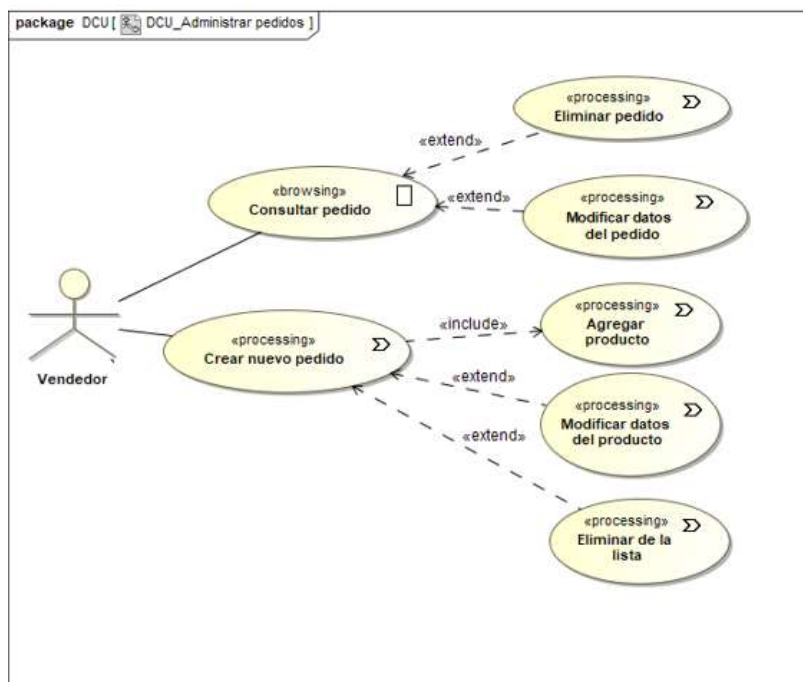 package DCU [ DCU_Administrar pedidos ]
«processing»
Eliminar pedido
«extend»
«browsing»
Consultar pedido
«extend»
«processing»
Modificar datos
del pedido
Vendedor
«processing»
Crear nuevo pedido
«include»
«processing»
Agregar
producto
«extend»
«processing»
Modificar datos
del producto
«extend»
«processing»
Eliminar de la
lista